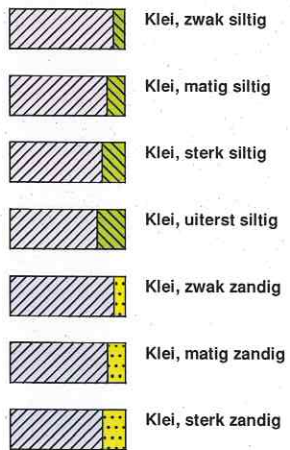 Klei, zwak siltig
Klei, matig siltig
Klei, sterk siltig
Klei, uiterst siltig
Klei, zwak zandig
Klei, matig zandig
Klei, sterk zandig